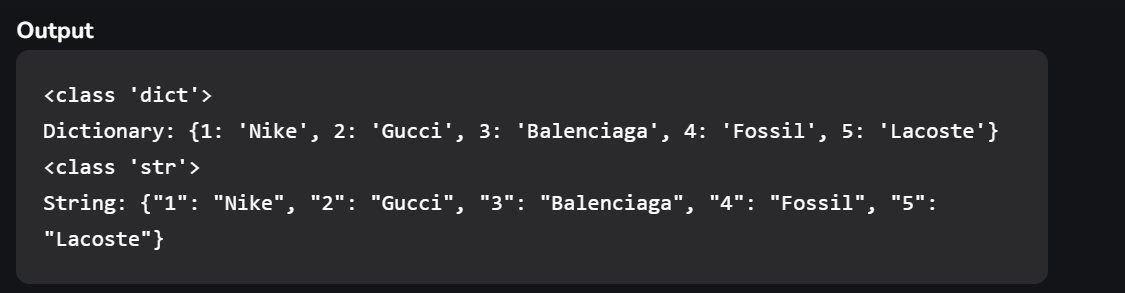 Output
<class 'dict'>
Dictionary: {1: 'Nike', 2: 'Gucci', 3: 'Balenciaga', 4: 'Fossil', 5: 'Lacoste'}
<class 'str'>
String: {"1": "Nike", "2": "Gucci", "3": "Balenciaga", "4": "Fossil", "5":
"Lacoste"}